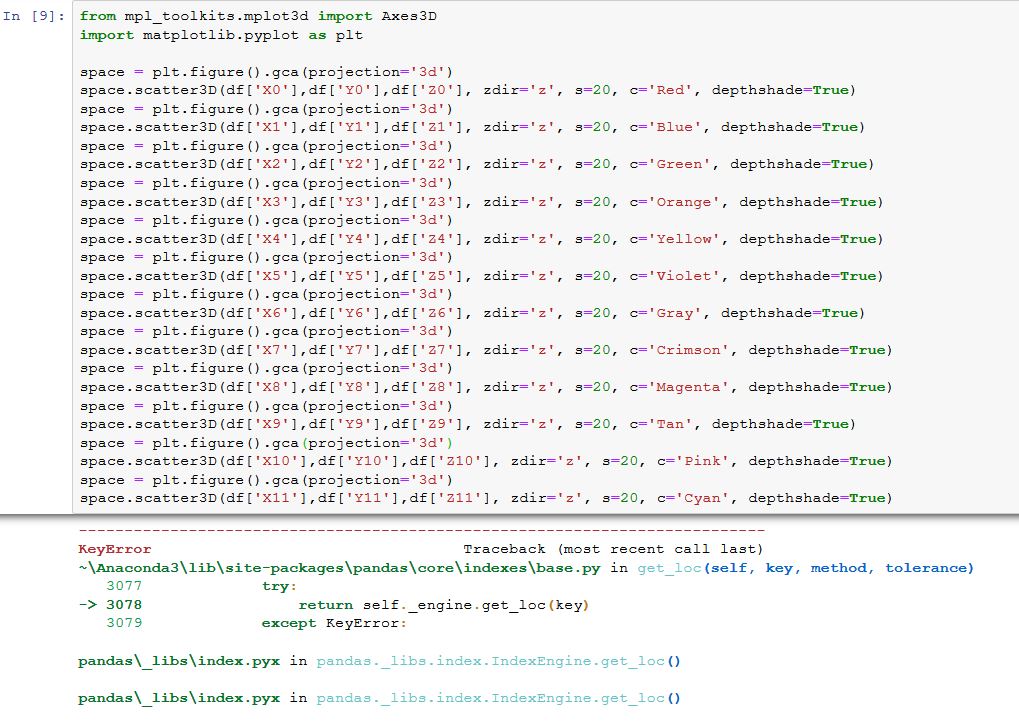 In [9]: from mpl_toolkits.mplot3d import Axes3D
import matplotlib.pyplot as plt
space = plt.figure().gca(projection='3d')
space.scatter3D(df['X0'],df['Y0'],df['Z0'], zdir='z', s=20, c='Red', depthshade=True)
space = plt.figure().gca(projection='3d')
space.scatter3D(df['X1'],df['Y1'],df['Z1'], zdir='z', s=20, c='Blue', depthshade=True)
space = plt.figure().gca(projection='3d')
space.scatter3D(df['X2'],df['Y2'],df['Z2'], zdir='z', s=20, c='Green', depthshade=True)
space = plt.figure().gca(projection='3d')
space.scatter3D(df['X3'],df['Y3'],df['Z3'], zdir='z', s=20, c='Orange', depthshade=True)
space = plt.figure().gca(projection='3d')
space.scatter3D(df['X4'],df['Y4'],df['Z4'], zdir='z', s=20, c='Yellow', depthshade=True)
space = plt.figure().gca(projection='3d')
space.scatter3D(df['X5'],df['Y5'],df['Z5'], zdir='z', s=20, c='Violet', depthshade=True)
space = plt.figure().gca(projection='3d')
space.scatter3D(df['X6'],df['Y6'],df['Z6'], zdir='z', s=20, c='Gray', depthshade=True)
space = plt.figure().gca(projection='3d')
space.scatter3D(df['X7'],df['Y7'],df['Z7'], zdir='z', s=20, c='Crimson', depthshade=True)
space = plt.figure().gca(projection='3d')
space.scatter3D(df['X8'],df['Y8'],df['Z8'], zdir='z', s=20, c='Magenta', depthshade=True)
space = plt.figure().gca(projection='3d')
space.scatter3D(df['X9'],df['Y9'],df['Z9'], zdir='z', s=20, c='Tan', depthshade=True)
space = plt.figure().gca(projection='3d')
space.scatter3D(df['X10'],df['Y10'],df['Z10'], zdir='z', s=20, c='Pink', depthshade=True)
space = plt.figure().gca(projection='3d')
space.scatter3D(df['X11'],df['Y11'],df['Z11'], zdir='z', s=20, c='Cyan', depthshade=True)
---------------------------------------------------------------------------
KeyError Traceback (most recent call last)
~\Anaconda3\lib\site-packages\pandas\core\indexes\base.py in get_loc(self, key, method, tolerance)
3077 try:
-> 3078 return self._engine.get_loc(key)
3079 except KeyError:
pandas\_libs\index.pyx in pandas._libs.index.IndexEngine.get_loc()
pandas\_libs\index.pyx in pandas._libs.index.IndexEngine.get_loc()